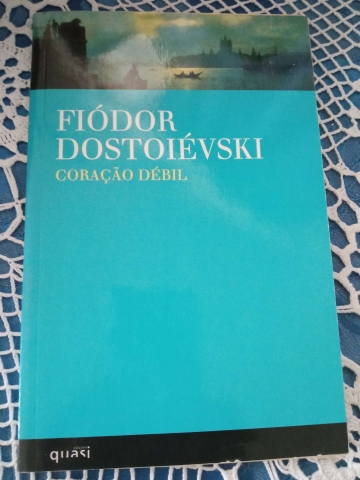 FIÓDOR
DOSTOIÉVSKI
CORAÇÃO DÉBIL
quasi